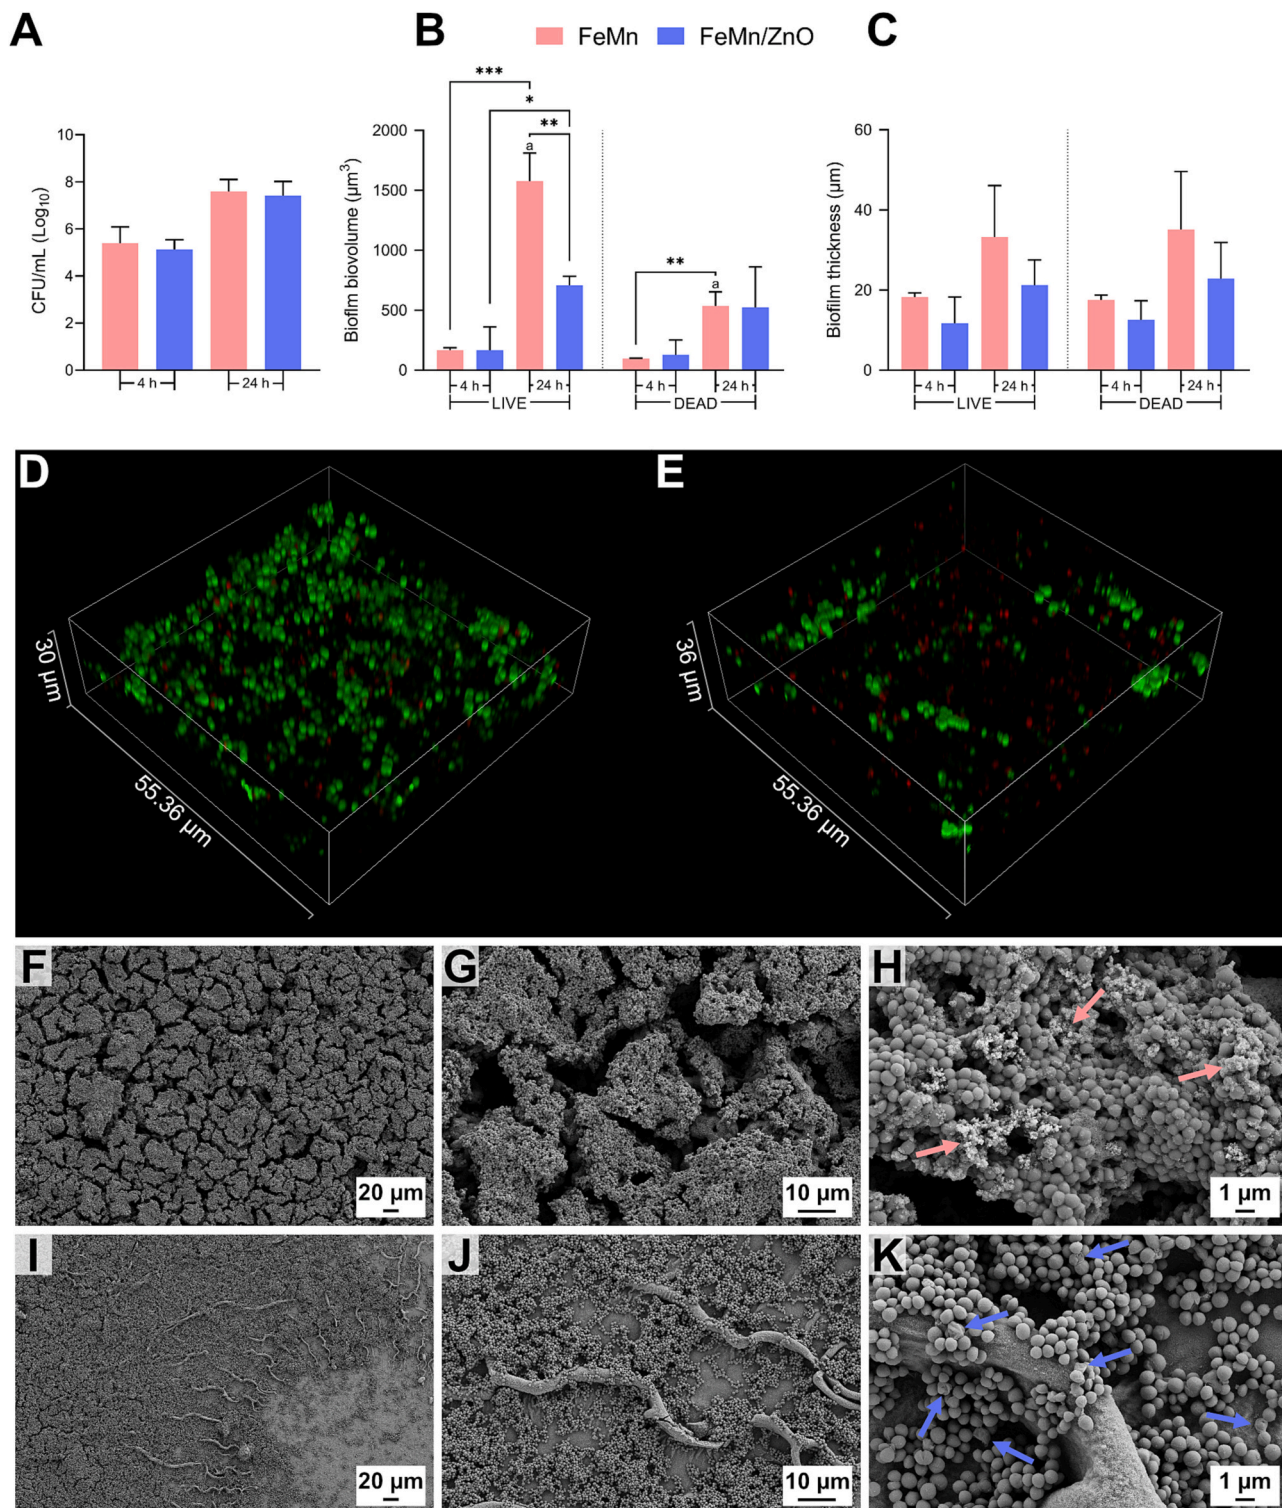 A
B
FeMn
FeMn/ZnO
C
CFU/mL (Log10)
10
8
6
4
2
0
4 h
24 h
Biofilm biovolume (µm3)
2000
1500
1000
500
0
***
*
**
a
**
a
4 h
24 h
4 h
24 h
LIVE
DEAD
Biofilm thickness (µm)
60
40
20
0
4 h
24 h
4 h
24 h
LIVE
DEAD
D
30 µm
55.36 µm
E
36 µm
55.36 µm
F
20 µm
G
10 µm
H
1 µm
I
20 µm
J
10 µm
K
1 µm